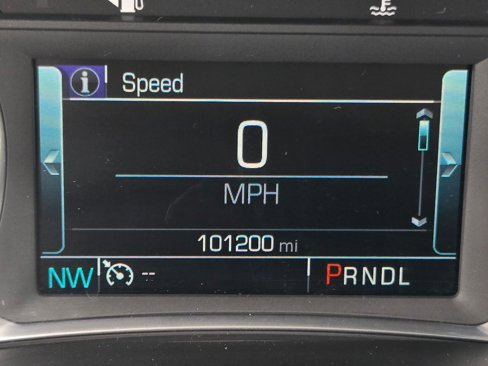 i Speed
0
MPH
101200 mi
NW -- PRNDL